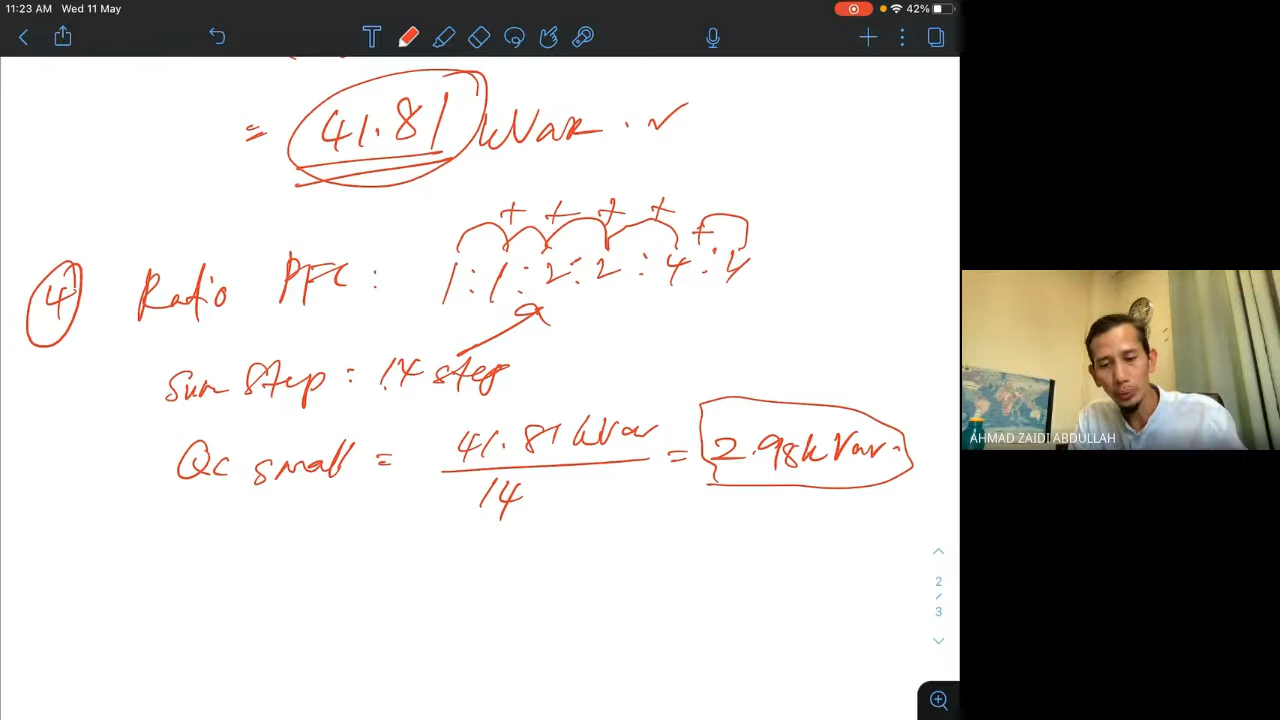 11:23 AM Wed 11 May
42%
= 41.81 kVar. ✓
+ + + + +
4 Ratio PFC : 1 : 1 : 2 : 2 : 4 : 4
Sum Step : 14 step
Qc small = 41.81 kVar
14
= 2.98 kVar.
AHMAD ZAIDI ABDULLAH
2
/
3